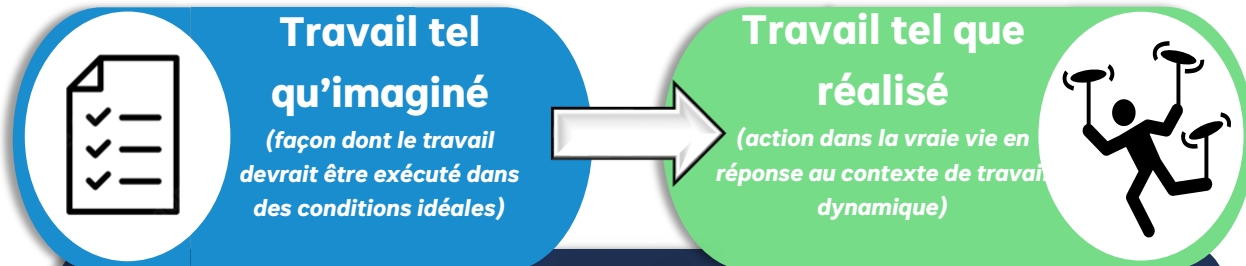 Travail tel
qu'imaginé
(façon dont le travail
devrait être exécuté dans
des conditions idéales)
Travail tel que
réalisé
(action dans la vraie vie en
réponse au contexte de travail
dynamique)